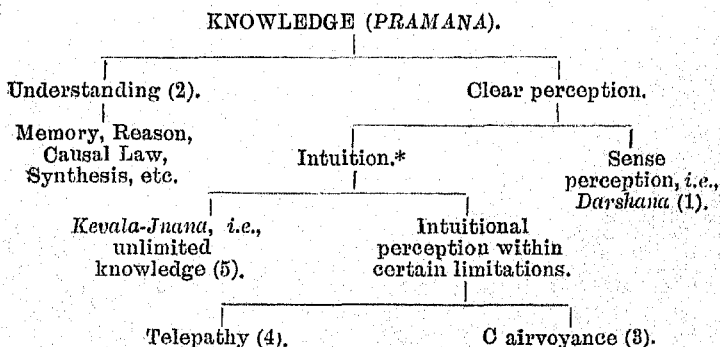 KNOWLEDGE (PRAMANA).
Understanding (2).
Clear perception.
Memory, Reason,
Causal Law,
Synthesis, etc.
Intuition.*
Sense
perception, i.e.,
Darshana (1).
Kevala-Jnana, i.e.,
unlimited
knowledge (5).
Intuitional
perception within
certain limitations.
Telepathy (4).
C airvoyance (3).